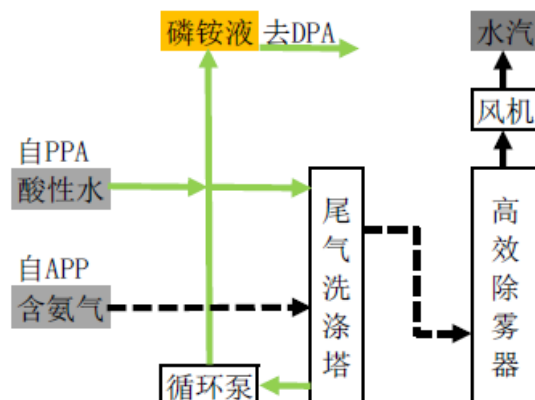 磷铵液 去DPA
水汽
风机
自PPA
酸性水
自APP
含氨气
尾气洗涤塔
高效除雾器
循环泵